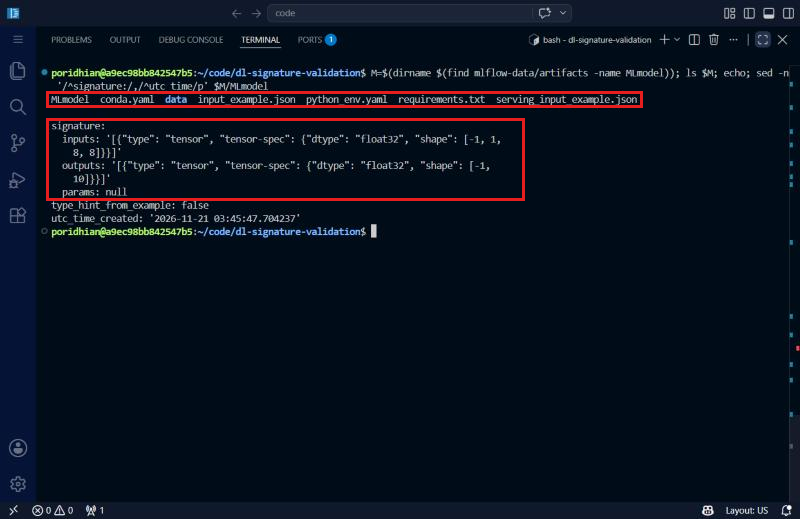 code
PROBLEMS OUTPUT DEBUG CONSOLE TERMINAL PORTS 1
bash - dl-signature-validation
poridhian@a9ec98bb842547b5:~/code/dl-signature-validation$ M=$(dirname $(find mlflow-data/artifacts -name MLmodel)); ls $M; echo; sed -n
'/^signature:/,/^utc_time/p' $M/MLmodel
MLmodel conda.yaml data input_example.json python_env.yaml requirements.txt serving_input_example.json
signature:
inputs: '[{"type": "tensor", "tensor-spec": {"dtype": "float32", "shape": [-1, 1,
8, 8]}}]'
outputs: '[{"type": "tensor", "tensor-spec": {"dtype": "float32", "shape": [-1,
10]}}]'
params: null
type_hint_from_example: false
utc_time_created: '2026-11-21 03:45:47.704237'
poridhian@a9ec98bb842547b5:~/code/dl-signature-validation$
0 0 1
Layout: US